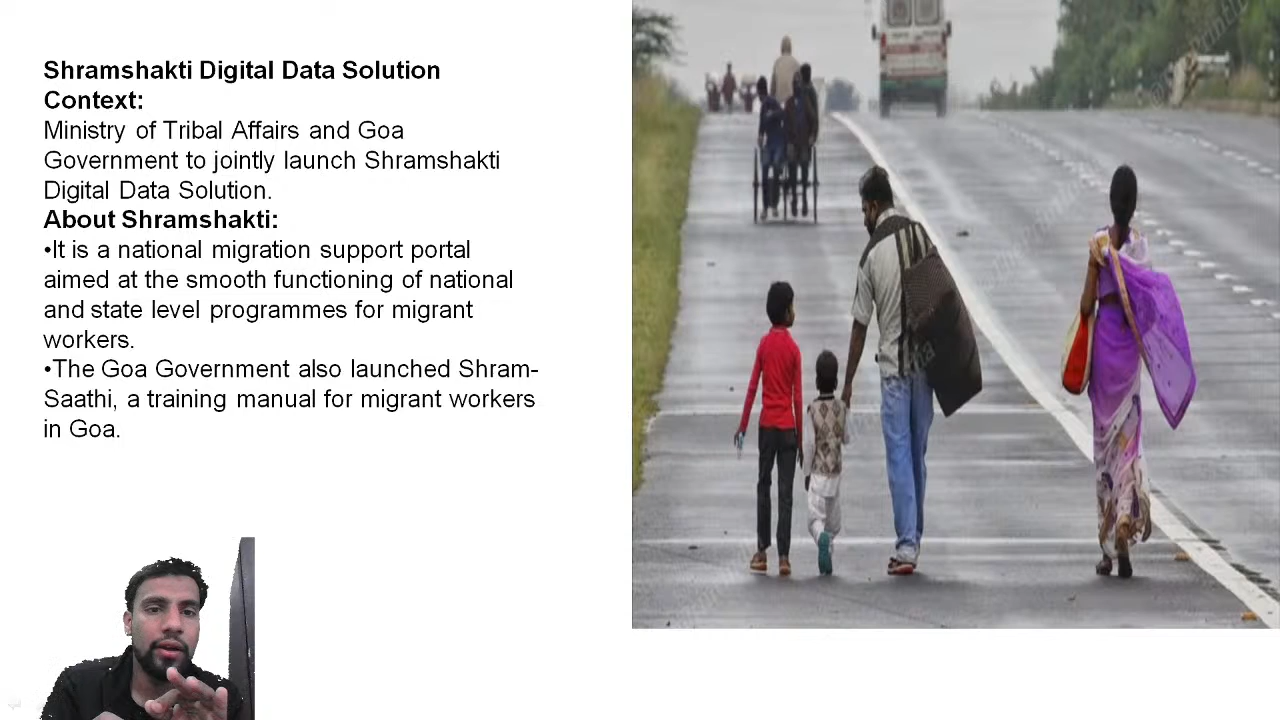 Shramshakti Digital Data Solution
Context:
Ministry of Tribal Affairs and Goa
Government to jointly launch Shramshakti
Digital Data Solution.
About Shramshakti:
•It is a national migration support portal
aimed at the smooth functioning of national
and state level programmes for migrant
workers.
•The Goa Government also launched Shram-
Saathi, a training manual for migrant workers
in Goa.